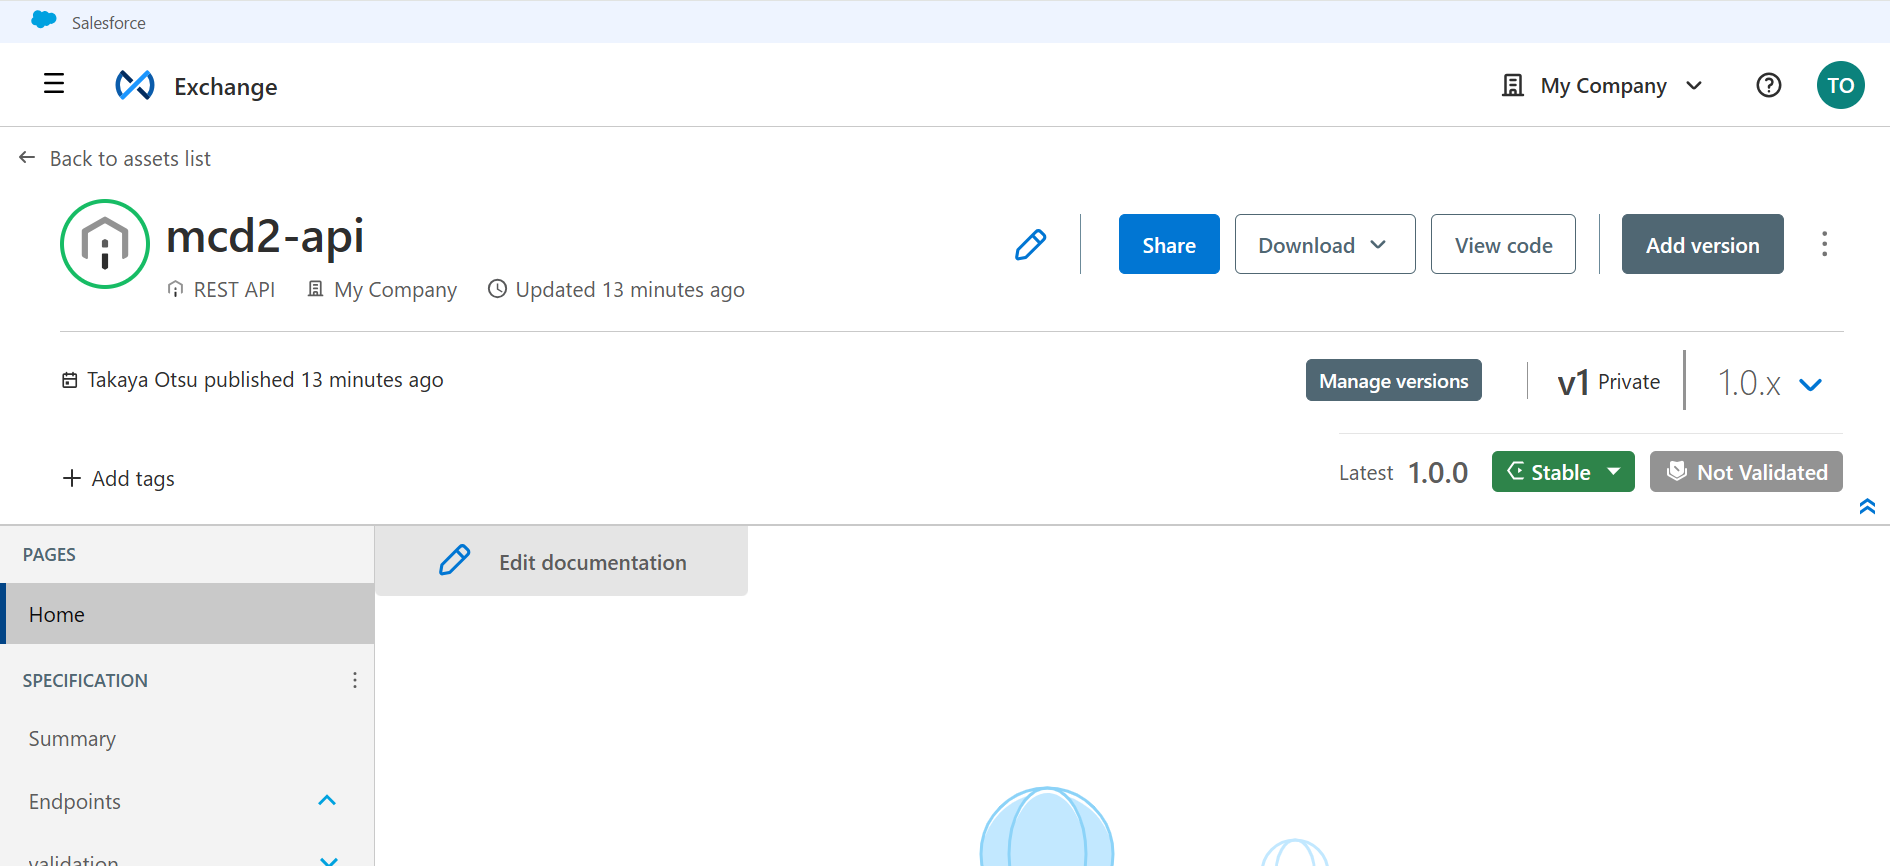 Salesforce
Exchange
My Company
TO
Back to assets list
mcd2-api
Share
Download
View code
Add version
REST API
My Company
Updated 13 minutes ago
Takaya Otsu published 13 minutes ago
Manage versions
v1 Private
1.0.x
Add tags
Latest 1.0.0
Stable
Not Validated
PAGES
Edit documentation
Home
SPECIFICATION
Summary
Endpoints
validation